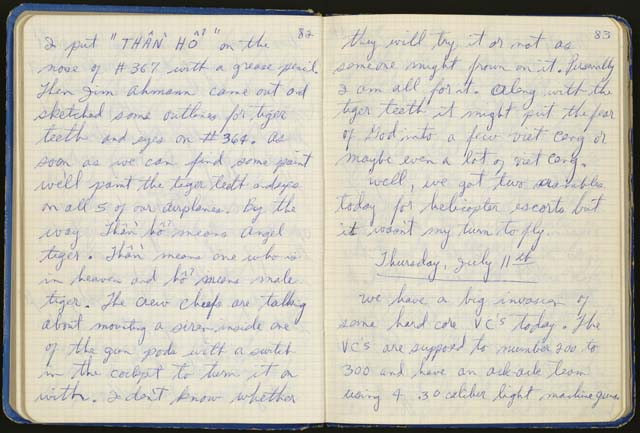 82
I put "THẦN HỔ" on the
nose of #367 with a grease pencil.
Then Jim Ahmann came out and
sketched some outlines for tiger
teeth and eyes on #364. As
soon as we can find some paint
we'll paint the tiger teeth and eyes
on all 5 of our airplanes. By the
way Thần hổ means Angel
tiger. Thần means one who is
in heaven and hổ means male
tiger. The crew chiefs are talking
about mounting a siren inside one
of the gun pods with a switch
in the cockpit to turn it on
with. I don't know whether
83
they will try it or not as
someone might frown on it. Personally
I am all for it. Along with the
tiger teeth it might put the fear
of God into a few viet cong or
maybe even a lot of viet cong.
Well, we got two scrambles
today for helicopter escorts but
it wasn't my turn to fly.
Thursday, July 11th
We have a big invasion of
some hard core VC's today. The
VC's are supposed to number 200 to
300 and have an ack-ack team
using 4 .30 caliber light machine guns